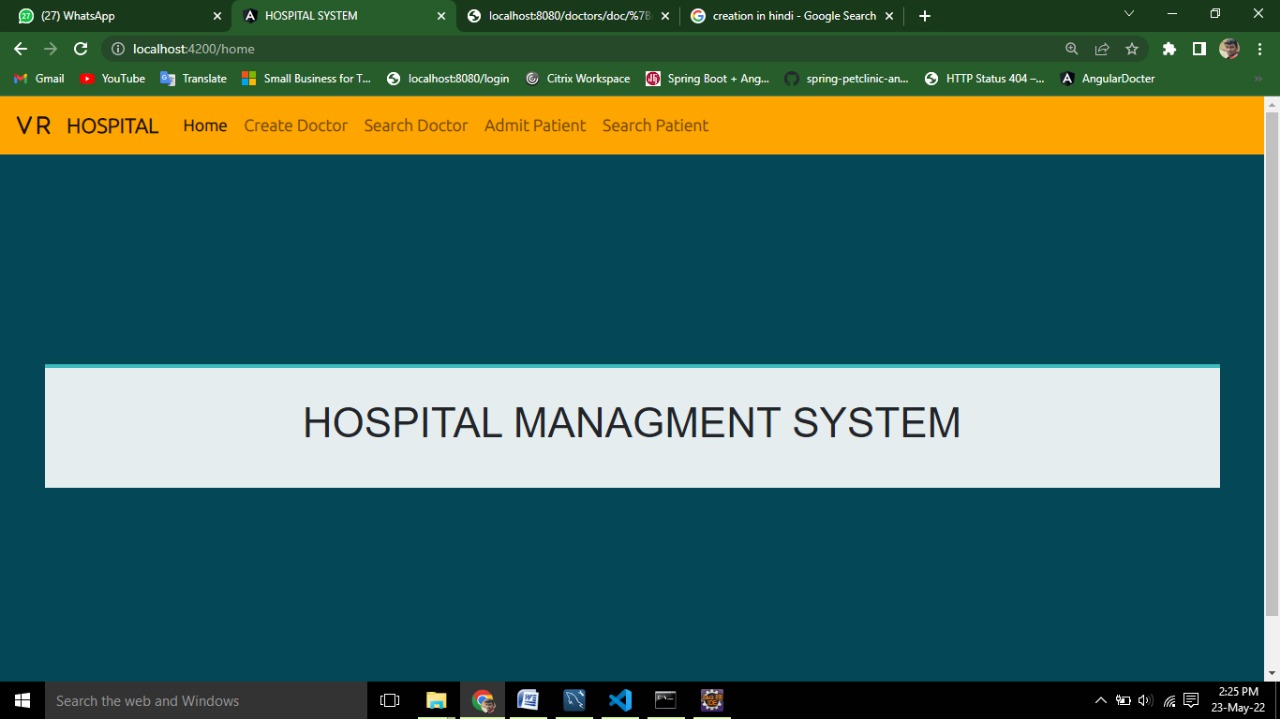 (27) WhatsApp
HOSPITAL SYSTEM
localhost:8080/doctors/doc/%7B
creation in hindi - Google Search
localhost:4200/home
Gmail
YouTube
Translate
Small Business for T...
localhost:8080/login
Citrix Workspace
Spring Boot + Ang...
spring-petclinic-an...
HTTP Status 404 –...
AngularDocter
VR HOSPITAL Home Create Doctor Search Doctor Admit Patient Search Patient
HOSPITAL MANAGMENT SYSTEM
Search the web and Windows
2:25 PM
23-May-22